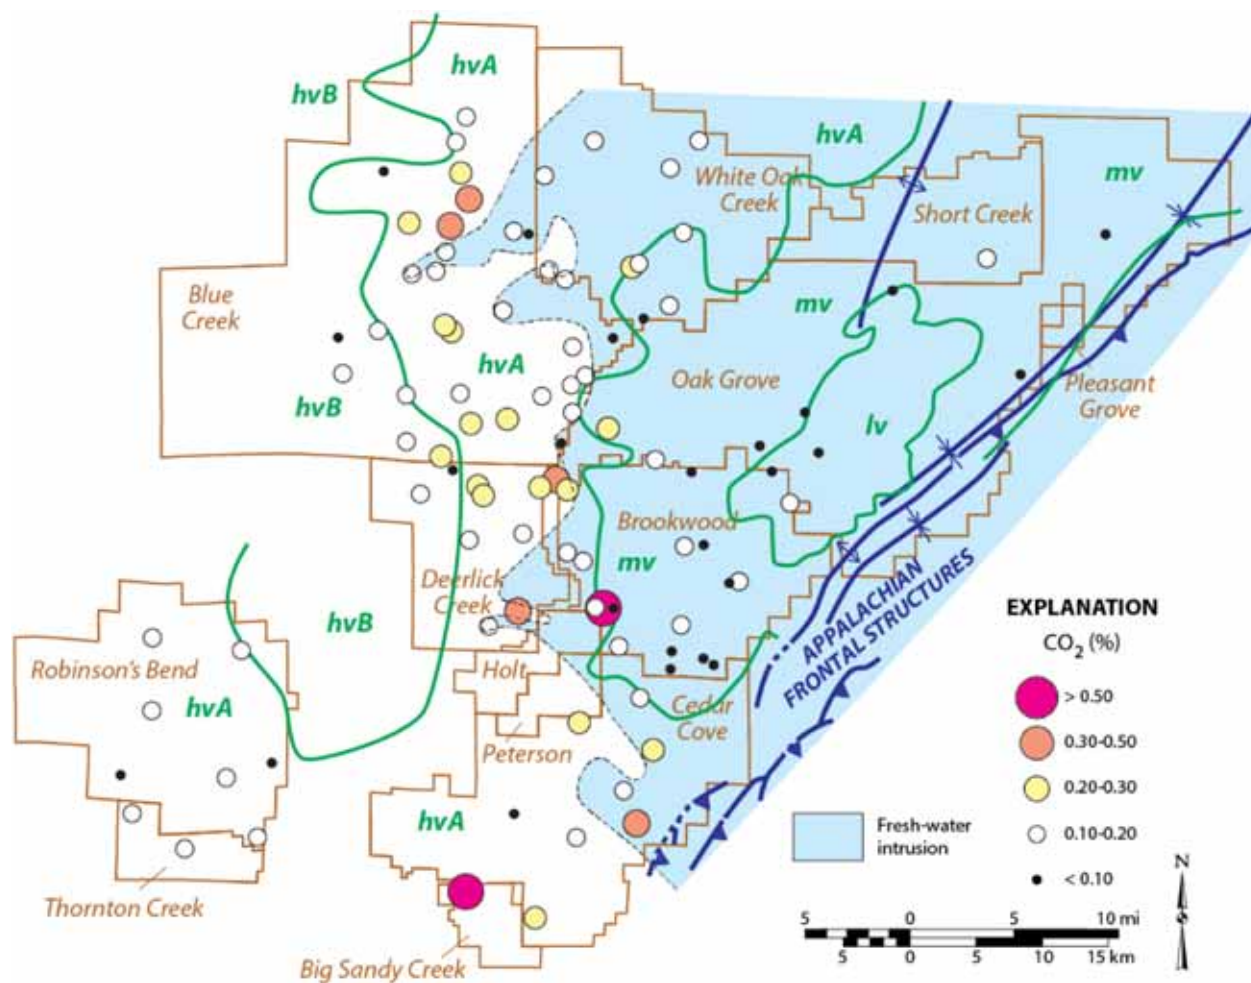 hvA
hvB
hvA
mv
White Oak
Creek
Short Creek
Blue
Creek
mv
hvA
Oak Grove
Pleasant
Grove
hvB
lv
Brookwood
mv
Deerlick
Creek
hvB
APPALACHIAN
FRONTAL STRUCTURES
EXPLANATION
CO2 (%)
> 0.50
0.30-0.50
0.20-0.30
0.10-0.20
< 0.10
Robinson's Bend
hvA
Holt
Cedar
Cove
Peterson
hvA
Fresh-water
intrusion
Thornton Creek
Big Sandy Creek
N
5 0 5 10 mi
5 0 5 10 15 km